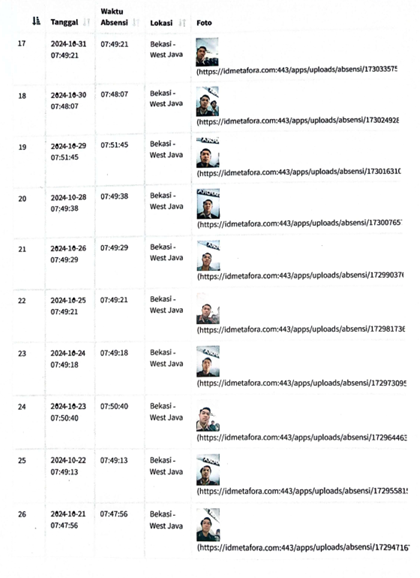 Waktu
Tanggal Absensi Lokasi Foto
17 2024-10-31 07:49:21 Bekasi -
07:49:21 West Java
(https://idmetafora.com:443/apps/uploads/absensi/17303357
18 2024-10-30 07:48:07 Bekasi -
07:48:07 West Java
(https://idmetafora.com:443/apps/uploads/absensi/17302492
19 2024-10-29 07:51:45 Bekasi -
07:51:45 West Java
(https://idmetafora.com:443/apps/uploads/absensi/17301631
20 2024-10-28 07:49:38 Bekasi -
07:49:38 West Java
(https://idmetafora.com:443/apps/uploads/absensi/17300765
21 2024-10-26 07:49:29 Bekasi -
07:49:29 West Java
(https://idmetafora.com:443/apps/uploads/absensi/1729903
22 2024-10-25 07:49:21 Bekasi -
07:49:21 West Java
(https://idmetafora.com:443/apps/uploads/absensi/17298173
23 2024-10-24 07:49:18 Bekasi -
07:49:18 West Java
(https://idmetafora.com:443/apps/uploads/absensi/17297309
24 2024-10-23 07:50:40 Bekasi -
07:50:40 West Java
(https://idmetafora.com:443/apps/uploads/absensi/17296446
25 2024-10-22 07:49:13 Bekasi -
07:49:13 West Java
(https://idmetafora.com:443/apps/uploads/absensi/17295581
26 2024-10-21 07:47:56 Bekasi -
07:47:56 West Java
(https://idmetafora.com:443/apps/uploads/absensi/17294716